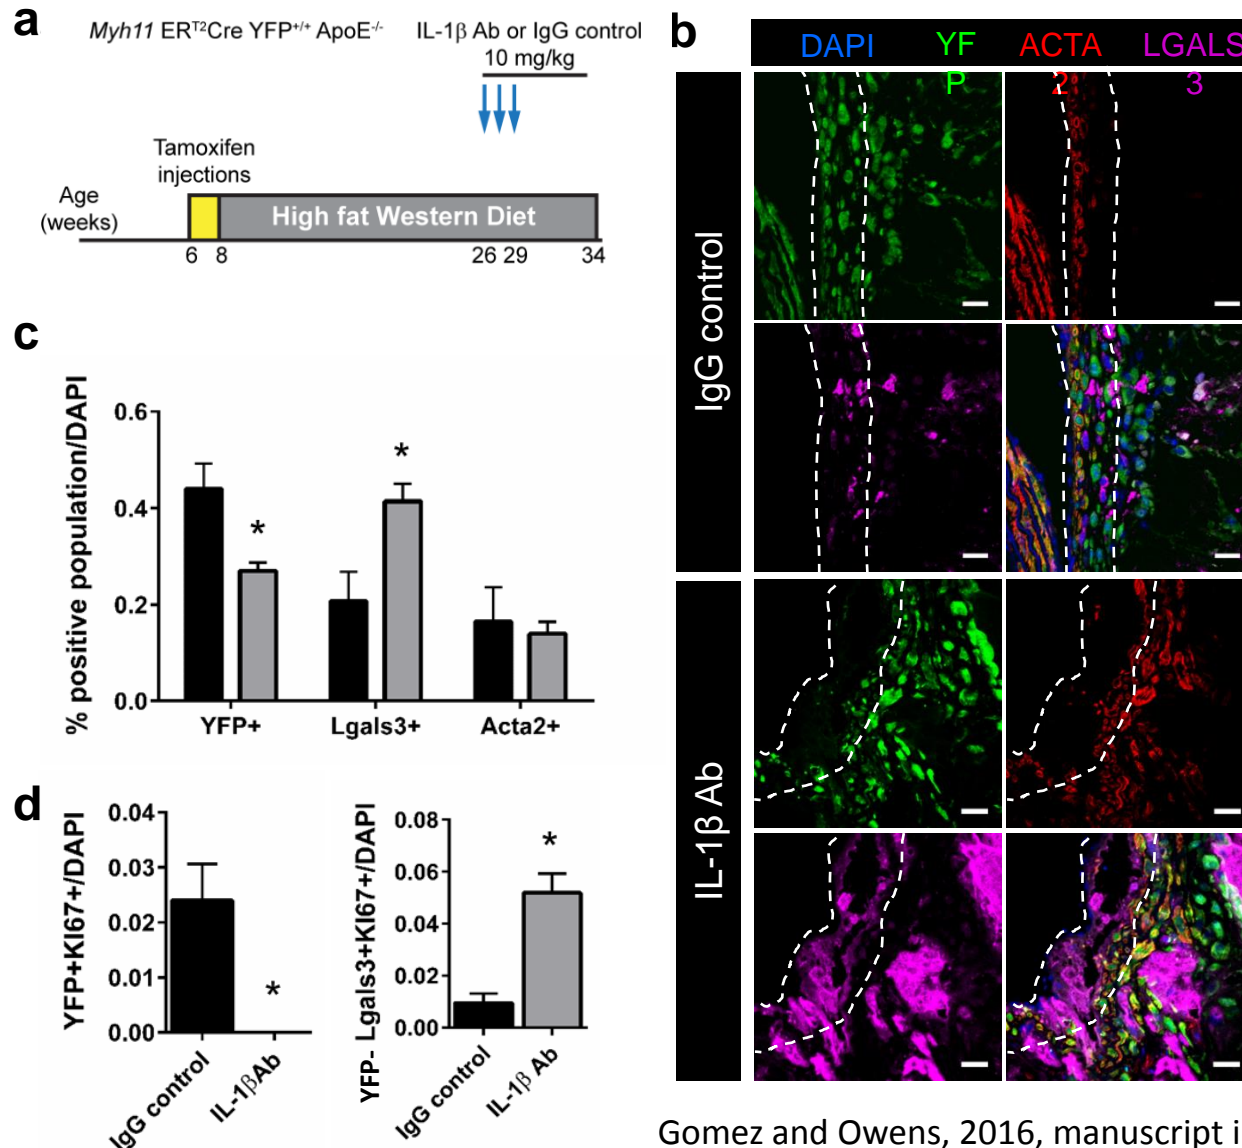 a
Myh11 ERT2Cre YFP+/+ ApoE-/-
IL-1β Ab or IgG control
10 mg/kg
Tamoxifen
injections
Age
(weeks)
High fat Western Diet
6 8 26 29 34
b
DAPI YF ACTA LGALS
P 2 3
IgG control
IL-1β Ab
c
% positive population/DAPI
0.6
0.4
0.2
0.0
*
*
YFP+ Lgals3+ Acta2+
d
YFP+KI67+/DAPI
0.04
0.03
0.02
0.01
0.00
*
IgG control
IL-1βAb
YFP- Lgals3+KI67+/DAPI
0.08
0.06
0.04
0.02
0.00
*
IgG control
IL-1β Ab
Gomez and Owens, 2016, manuscript i